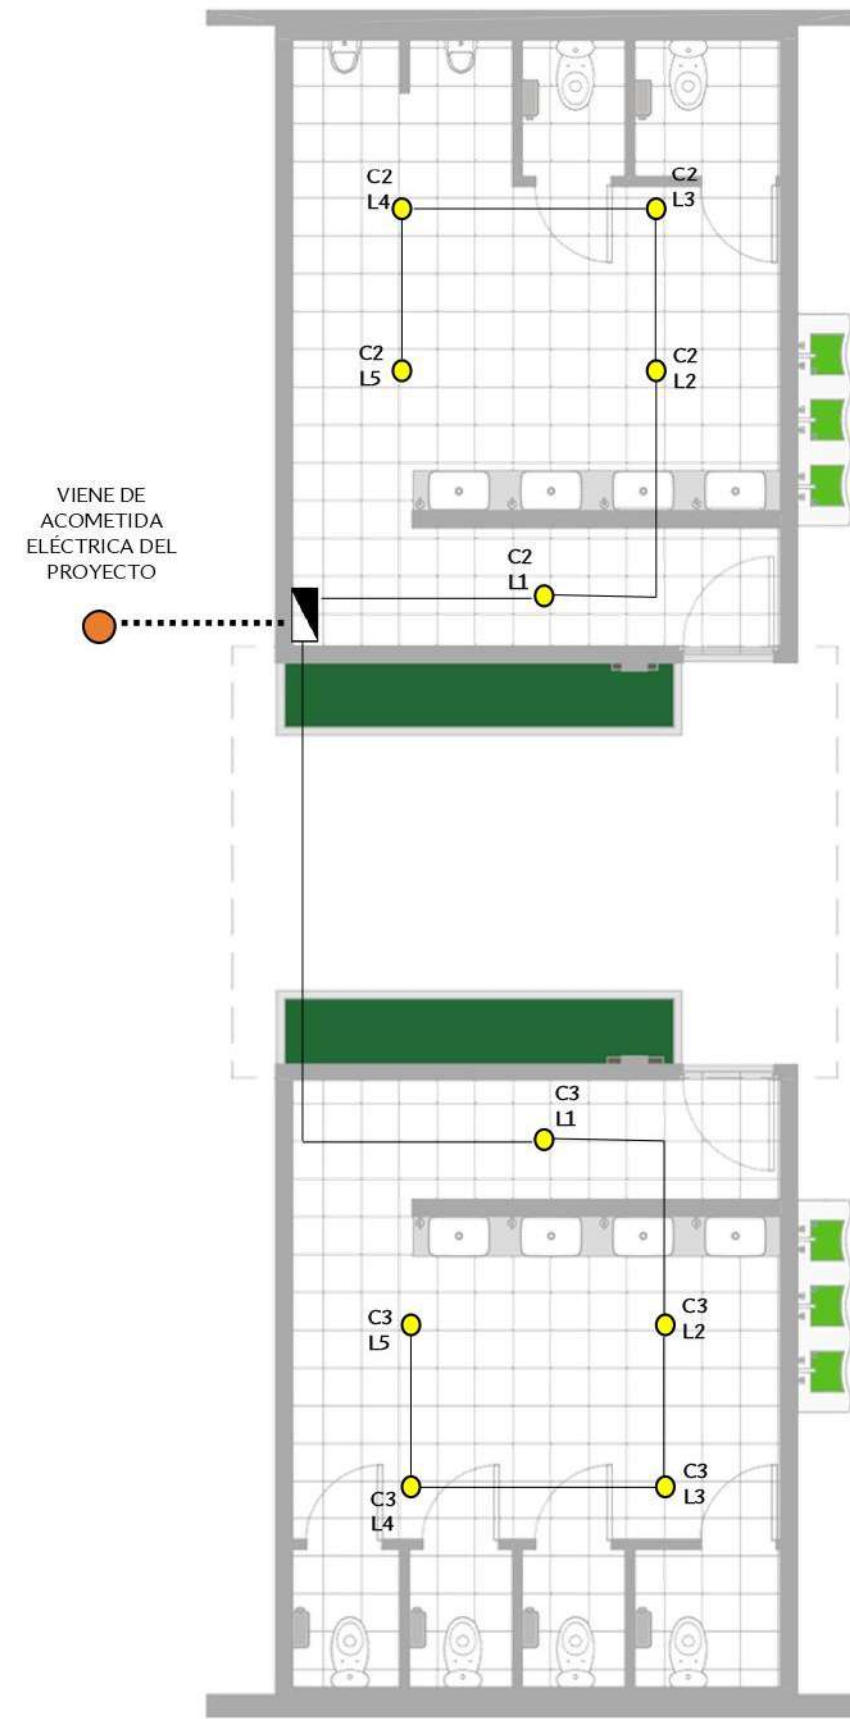 C2
L4
C2
L3
C2
L5
C2
L2
VIENE DE
ACOMETIDA
ELÉCTRICA DEL
PROYECTO
C2
L1
C3
L1
C3
L5
C3
L2
C3
L4
C3
L3